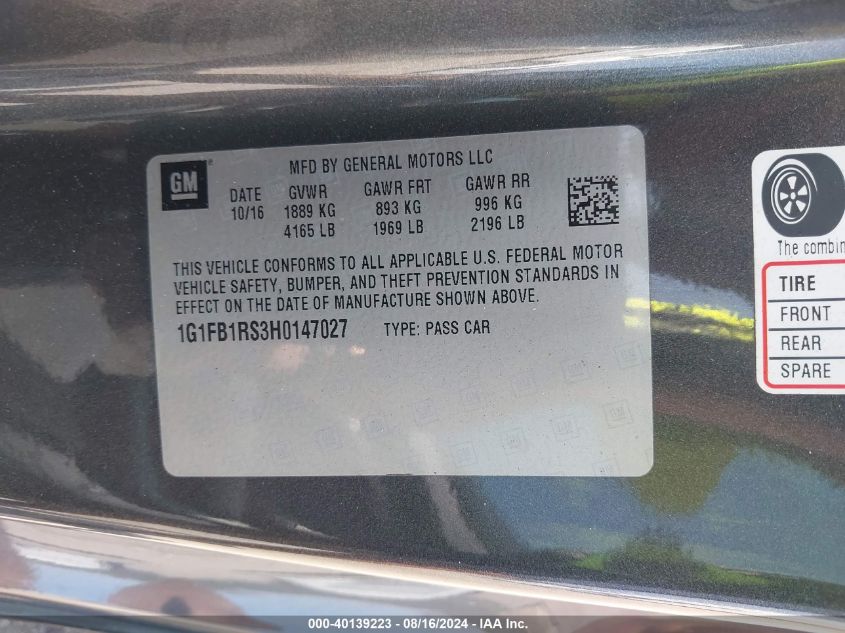 GM
MFD BY GENERAL MOTORS LLC
DATE GVWR GAWR FRT GAWR RR
10/16 1889 KG 893 KG 996 KG
4165 LB 1969 LB 2196 LB
THIS VEHICLE CONFORMS TO ALL APPLICABLE U.S. FEDERAL MOTOR
VEHICLE SAFETY, BUMPER, AND THEFT PREVENTION STANDARDS IN
EFFECT ON THE DATE OF MANUFACTURE SHOWN ABOVE.
1G1FB1RS3H0147027 TYPE: PASS CAR
The combin
TIRE
FRONT
REAR
SPARE
000-40139223 - 08/16/2024 - IAA Inc.